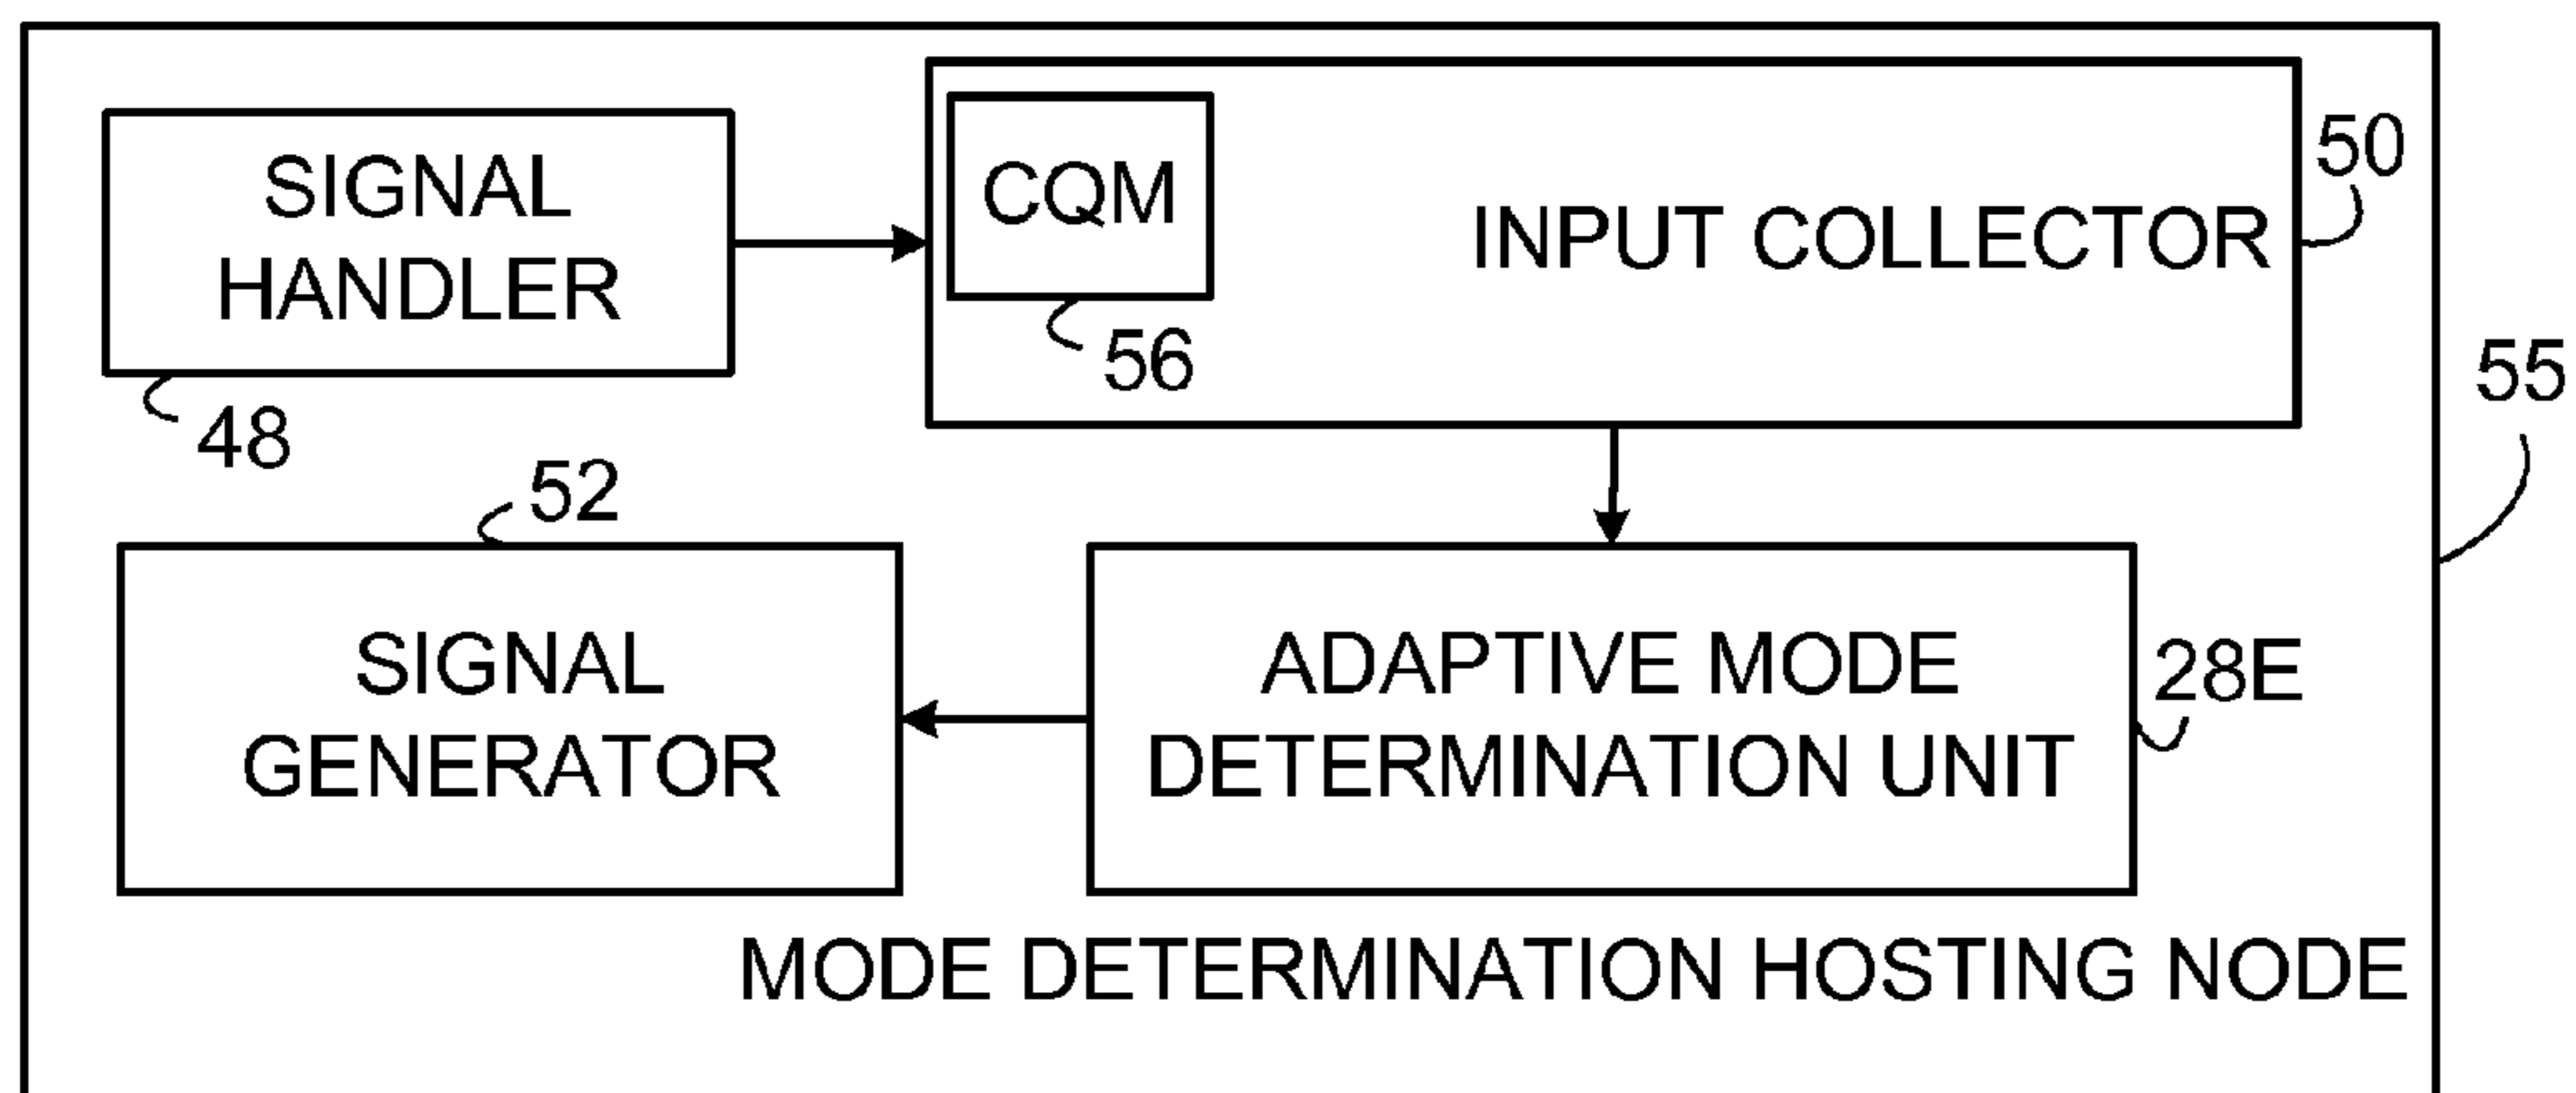 SIGNAL
HANDLER
48
CQM
56
INPUT COLLECTOR
50
55
52
SIGNAL
GENERATOR
ADAPTIVE MODE
DETERMINATION UNIT
28E
MODE DETERMINATION HOSTING NODE